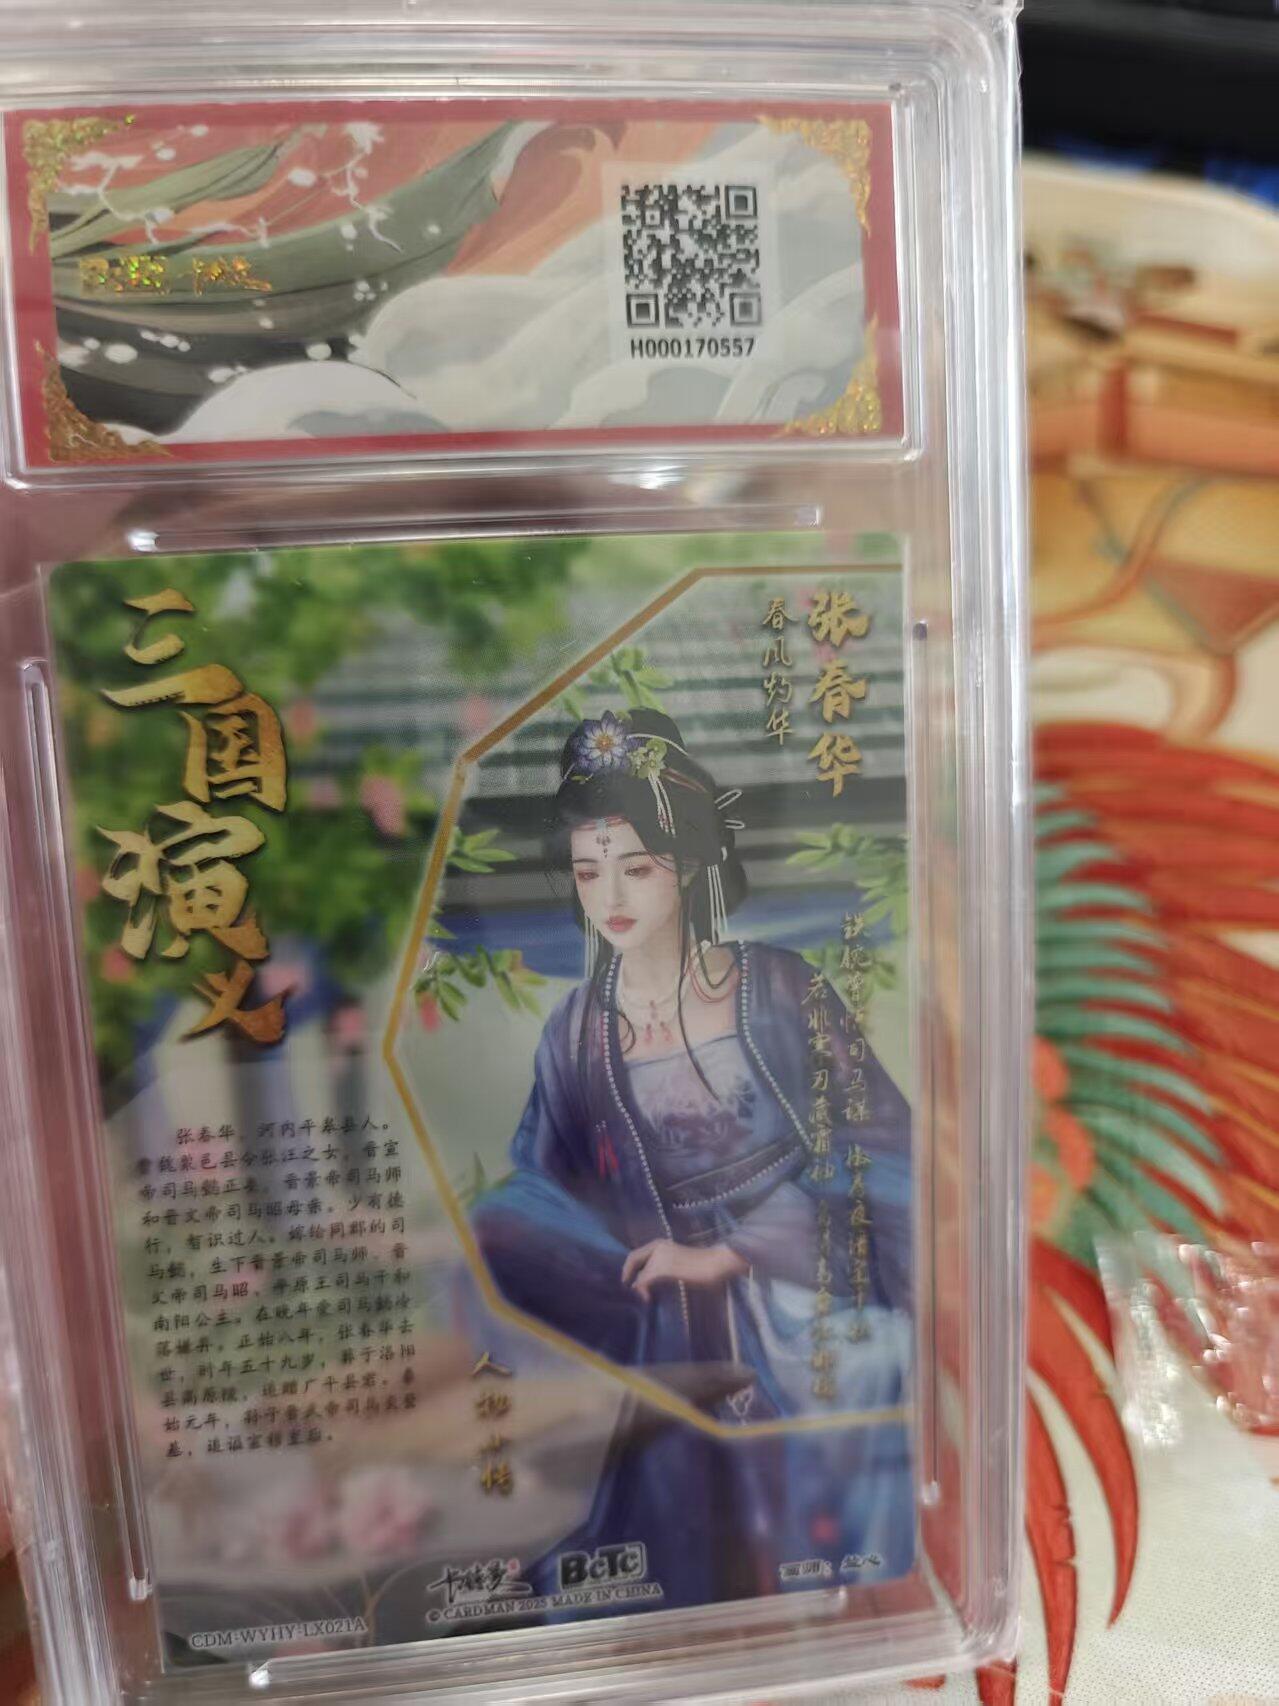 H000170557
三国演义
张春华
春风灼华
张春华,河内平皋县人。
曹魏粟邑县令张汪之女,晋宣
帝司马懿正妻,晋景帝司马师
和晋文帝司马昭母亲。少有德
行,智识过人。嫁给同郡的司
马懿,生下晋景帝司马师、晋
文帝司马昭、平原王司马干和
南阳公主。在晚年受司马懿冷
落嫌弃。正始八年,张春华去
世,时年五十九岁,葬于洛阳
县高原陵,追赠广平县君。泰
始元年,孙子晋武帝司马炎登
基,追谥宣穆皇后。
人物小传
BCTC
画师:
© CARDMAN 2025 MADE IN CHINA
CDM-WYHY-LX021A